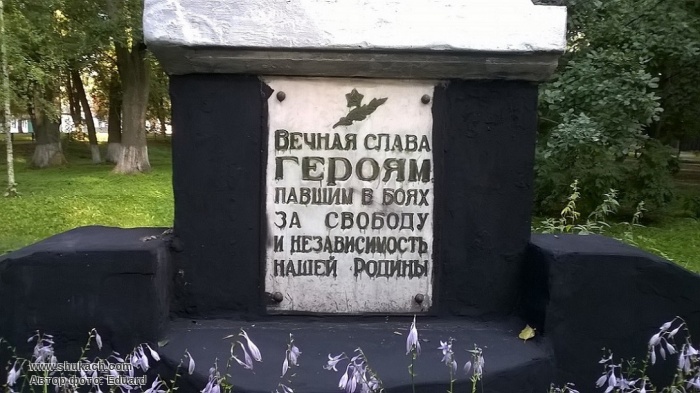 Вечная слава
героям
павшим в боях
за свободу
и независимость
нашей Родины
www.shukach.com
Автор фото: Eduard